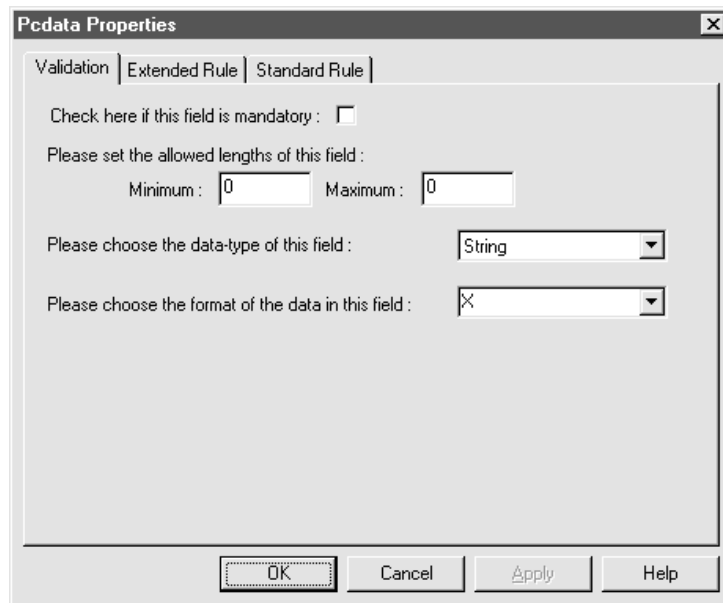 Pcdata Properties
Validation Extended Rule Standard Rule
Check here if this field is mandatory :
Please set the allowed lengths of this field :
Minimum : 0 Maximum : 0
Please choose the data-type of this field : String
Please choose the format of the data in this field : X
OK Cancel Apply Help